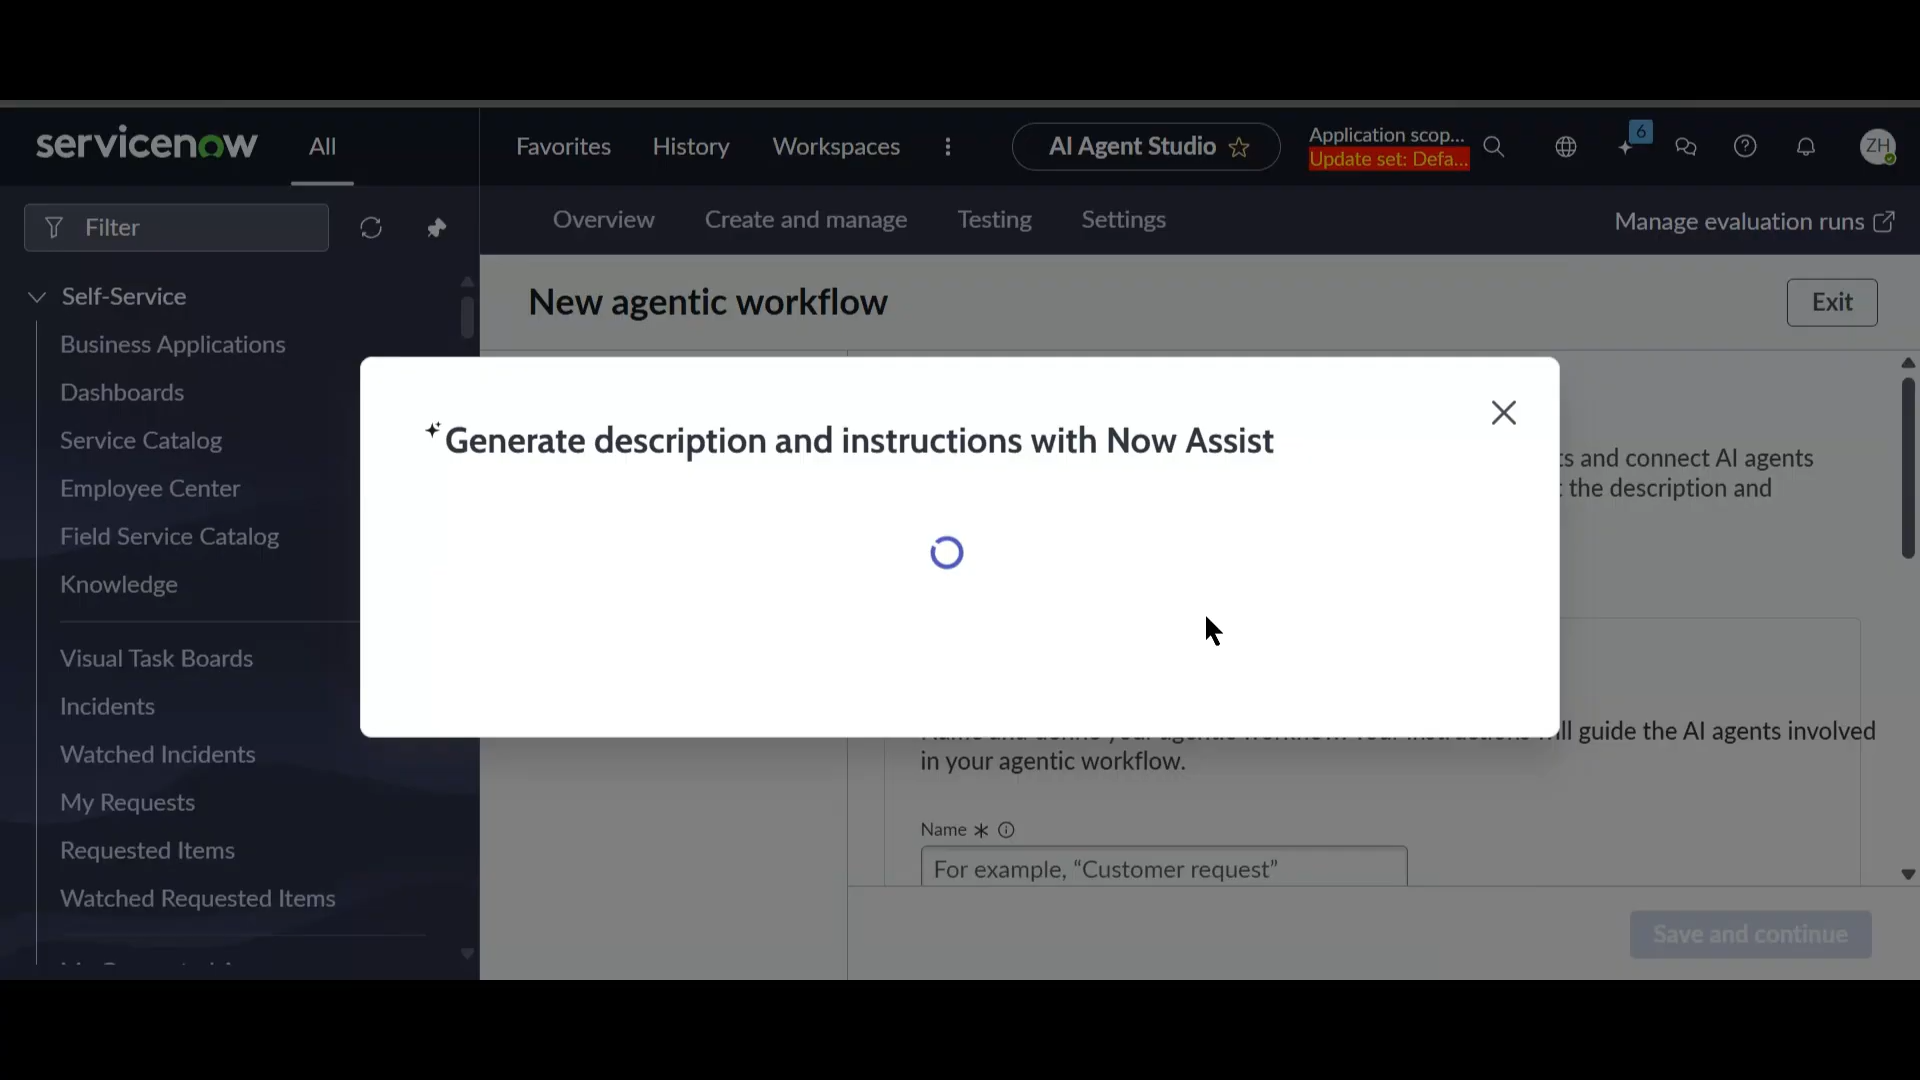 servicenow
All
Favorites
History
Workspaces
AI Agent Studio
Application scop...
Update set: Defa...
6
ZH
Filter
Overview
Create and manage
Testing
Settings
Manage evaluation runs
Self-Service
Business Applications
Dashboards
Service Catalog
Employee Center
Field Service Catalog
Knowledge
Visual Task Boards
Incidents
Watched Incidents
My Requests
Requested Items
Watched Requested Items
New agentic workflow
Exit
Generate description and instructions with Now Assist
and connect AI agents
the description and
guide the AI agents involved
in your agentic workflow.
Name *
For example, “Customer request”
Save and continue